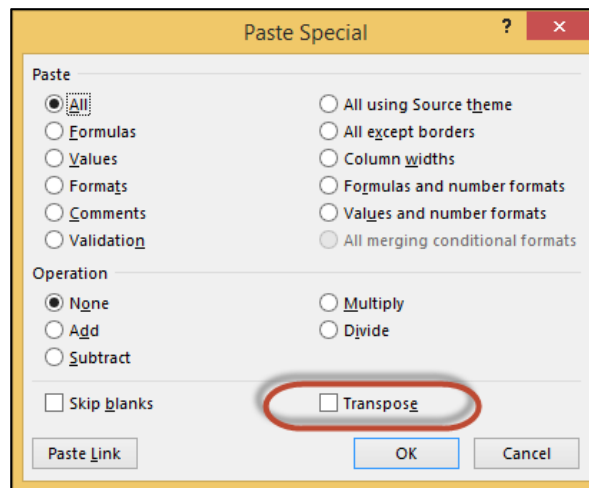 Paste Special
?
Paste
All
All using Source theme
Formulas
All except borders
Values
Column widths
Formats
Formulas and number formats
Comments
Values and number formats
Validation
All merging conditional formats
Operation
None
Multiply
Add
Divide
Subtract
Skip blanks
Transpose
Paste Link
OK
Cancel